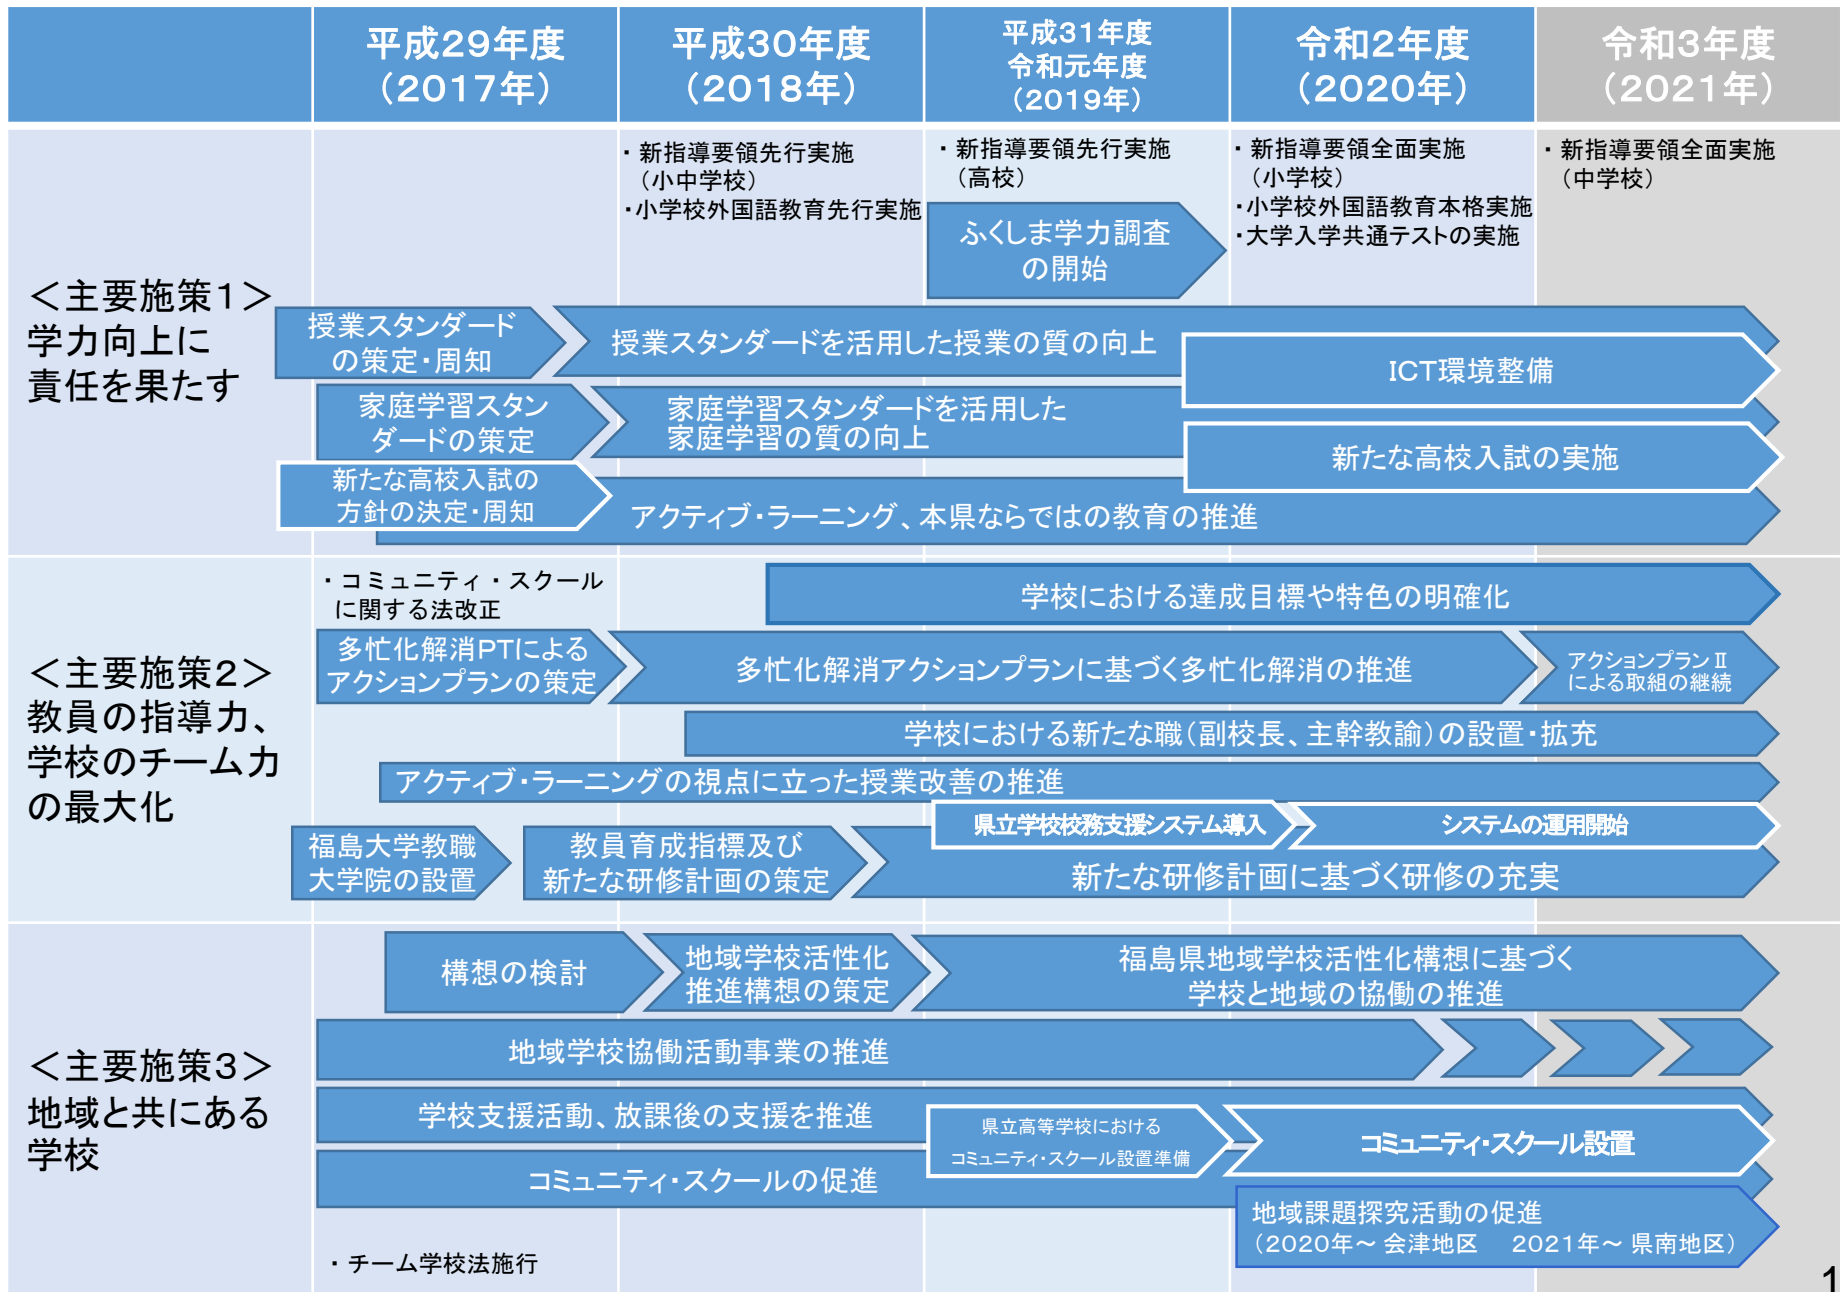 平成29年度
（2017年）
平成30年度
（2018年）
平成31年度
令和元年度
（2019年）
令和2年度
（2020年）
令和3年度
（2021年）
＜主要施策1＞
学力向上に
責任を果たす
・新指導要領先行実施
（小中学校）
・小学校外国語教育先行実施
・新指導要領先行実施
（高校）
・新指導要領全面実施
（小学校）
・小学校外国語教育本格実施
・大学入学共通テストの実施
・新指導要領全面実施
（中学校）
ふくしま学力調査
の開始
授業スタンダード
の策定・周知
授業スタンダードを活用した授業の質の向上
ICT環境整備
家庭学習スタン
ダードの策定
家庭学習スタンダードを活用した
家庭学習の質の向上
新たな高校入試の実施
新たな高校入試の
方針の決定・周知
アクティブ・ラーニング、本県ならではの教育の推進
＜主要施策2＞
教員の指導力、
学校のチーム力
の最大化
・コミュニティ・スクール
に関する法改正
学校における達成目標や特色の明確化
多忙化解消PTによる
アクションプランの策定
多忙化解消アクションプランに基づく多忙化解消の推進
アクションプランⅡ
による取組の継続
学校における新たな職（副校長、主幹教諭）の設置・拡充
アクティブ・ラーニングの視点に立った授業改善の推進
県立学校校務支援システム導入
システムの運用開始
福島大学教職
大学院の設置
教員育成指標及び
新たな研修計画の策定
新たな研修計画に基づく研修の充実
＜主要施策3＞
地域と共にある
学校
構想の検討
地域学校活性化
推進構想の策定
福島県地域学校活性化構想に基づく
学校と地域の協働の推進
地域学校協働活動事業の推進
学校支援活動、放課後の支援を推進
県立高等学校における
コミュニティ・スクール設置準備
コミュニティ・スクール設置
コミュニティ・スクールの促進
地域課題探究活動の促進
（2020年～ 会津地区　2021年～ 県南地区）
・チーム学校法施行
1